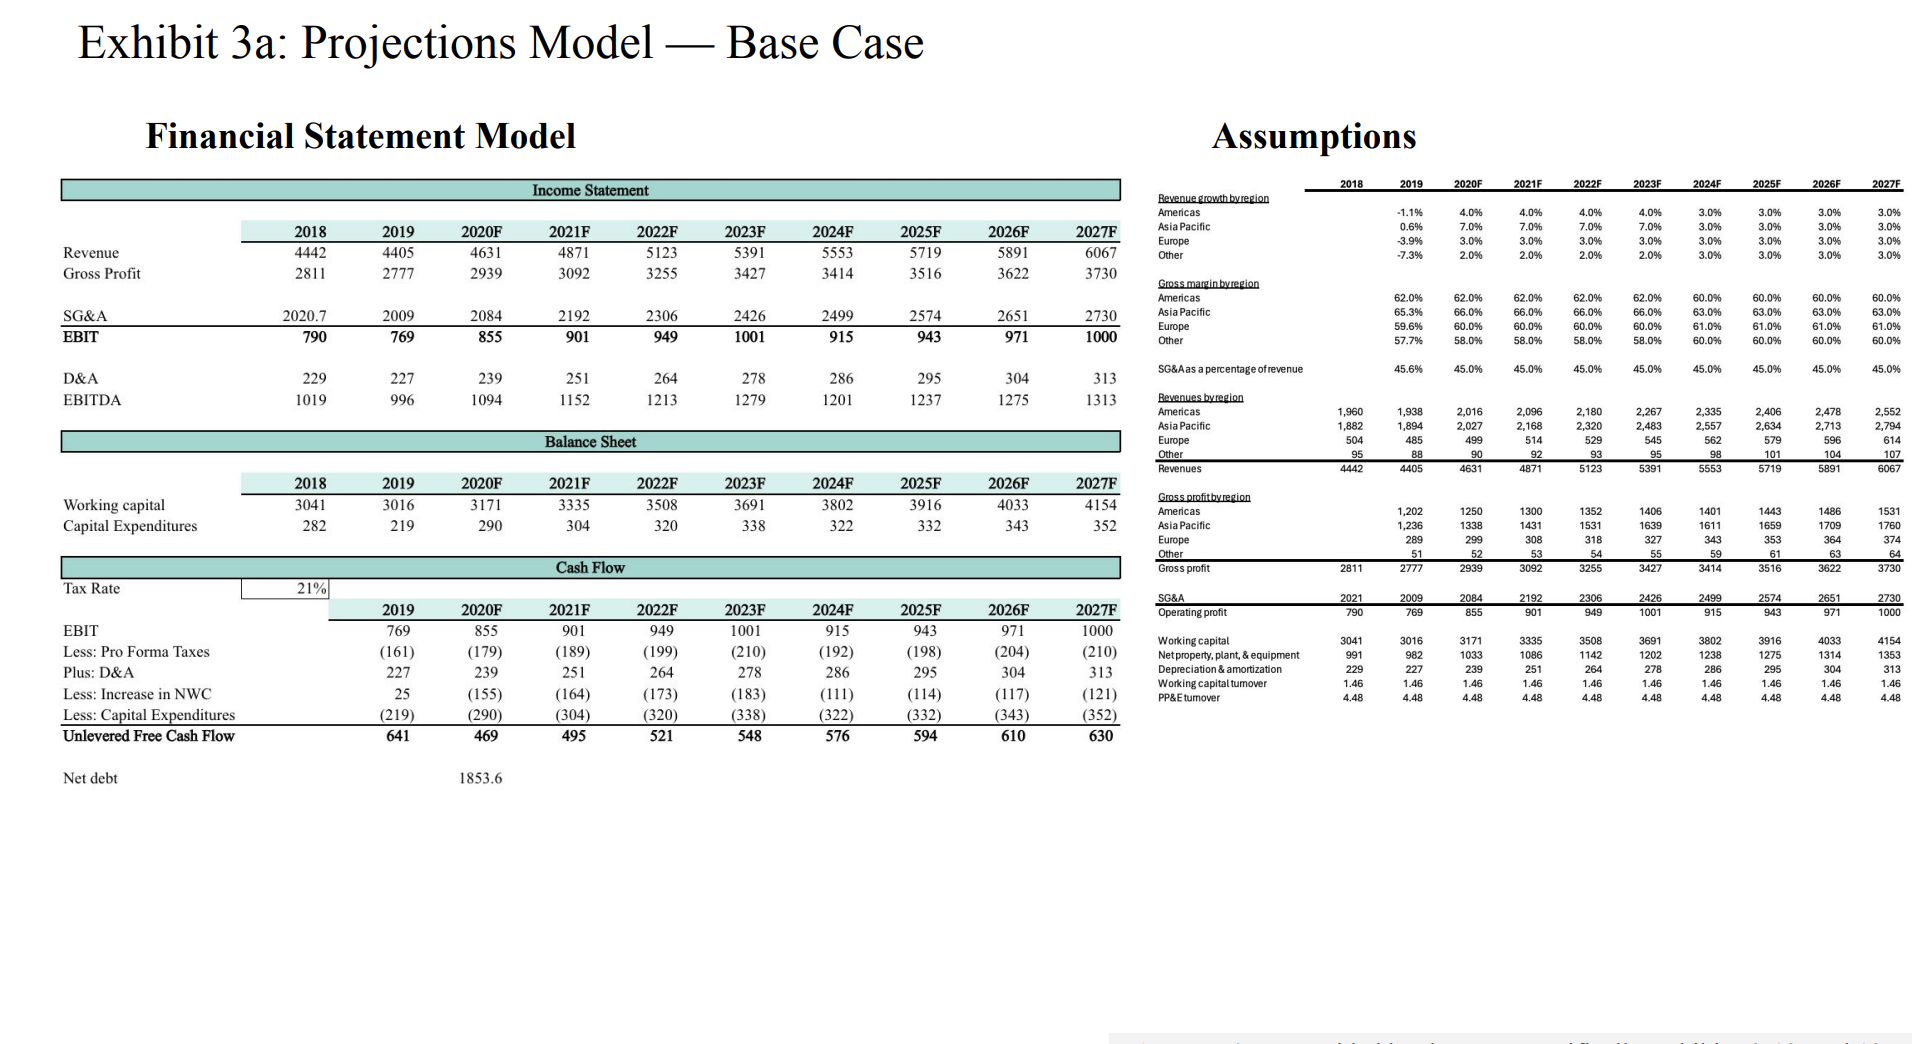 Exhibit 3a: Projections Model — Base Case
Financial Statement Model
Income Statement
2018 2019 2020F 2021F 2022F 2023F 2024F 2025F 2026F 2027F
Revenue 4442 4405 4631 4871 5123 5391 5553 5719 5891 6067
Gross Profit 2811 2777 2939 3092 3255 3427 3414 3516 3622 3730
SG&A 2020.7 2009 2084 2192 2306 2426 2499 2574 2651 2730
EBIT 790 769 855 901 949 1001 915 943 971 1000
D&A 229 227 239 251 264 278 286 295 304 313
EBITDA 1019 996 1094 1152 1213 1279 1201 1237 1275 1313
Balance Sheet
2018 2019 2020F 2021F 2022F 2023F 2024F 2025F 2026F 2027F
Working capital 3041 3016 3171 3335 3508 3691 3802 3916 4033 4154
Capital Expenditures 282 219 290 304 320 338 322 332 343 352
Cash Flow
Tax Rate 21%
2019 2020F 2021F 2022F 2023F 2024F 2025F 2026F 2027F
EBIT 769 855 901 949 1001 915 943 971 1000
Less: Pro Forma Taxes (161) (179) (189) (199) (210) (192) (198) (204) (210)
Plus: D&A 227 239 251 264 278 286 295 304 313
Less: Increase in NWC 25 (155) (164) (173) (183) (111) (114) (117) (121)
Less: Capital Expenditures (219) (290) (304) (320) (338) (322) (332) (343) (352)
Unlevered Free Cash Flow 641 469 495 521 548 576 594 610 630
Net debt 1853.6
Assumptions
2018 2019 2020F 2021F 2022F 2023F 2024F 2025F 2026F 2027F
Revenue growth by region
Americas -1.1% 4.0% 4.0% 4.0% 4.0% 3.0% 3.0% 3.0% 3.0%
Asia Pacific 0.6% 7.0% 7.0% 7.0% 7.0% 3.0% 3.0% 3.0% 3.0%
Europe -3.9% 3.0% 3.0% 3.0% 3.0% 3.0% 3.0% 3.0% 3.0%
Other -7.3% 2.0% 2.0% 2.0% 2.0% 3.0% 3.0% 3.0% 3.0%
Gross margin by region
Americas 62.0% 62.0% 62.0% 62.0% 62.0% 60.0% 60.0% 60.0% 60.0%
Asia Pacific 65.3% 66.0% 66.0% 66.0% 66.0% 63.0% 63.0% 63.0% 63.0%
Europe 59.6% 60.0% 60.0% 60.0% 60.0% 61.0% 61.0% 61.0% 61.0%
Other 57.7% 58.0% 58.0% 58.0% 58.0% 60.0% 60.0% 60.0% 60.0%
SG&A as a percentage of revenue 45.6% 45.0% 45.0% 45.0% 45.0% 45.0% 45.0% 45.0% 45.0%
Revenues by region
Americas 1,960 1,938 2,016 2,096 2,180 2,267 2,335 2,406 2,478 2,552
Asia Pacific 1,882 1,894 2,027 2,168 2,320 2,483 2,557 2,634 2,713 2,794
Europe 504 485 499 514 529 545 562 579 596 614
Other 95 88 90 92 93 95 98 101 104 107
Revenues 4442 4405 4631 4871 5123 5391 5553 5719 5891 6067
Gross profit by region
Americas 1,202 1250 1300 1352 1406 1401 1443 1486 1531
Asia Pacific 1,236 1338 1431 1531 1639 1611 1659 1709 1760
Europe 289 299 308 318 327 343 353 364 374
Other 51 52 53 54 55 59 61 63 64
Gross profit 2811 2777 2939 3092 3255 3427 3414 3516 3622 3730
SG&A 2021 2009 2084 2192 2306 2426 2499 2574 2651 2730
Operating profit 790 769 855 901 949 1001 915 943 971 1000
Working capital 3041 3016 3171 3335 3508 3691 3802 3916 4033 4154
Net property, plant, & equipment 991 982 1033 1086 1142 1202 1238 1275 1314 1353
Depreciation & amortization 229 227 239 251 264 278 286 295 304 313
Working capital turnover 1.46 1.46 1.46 1.46 1.46 1.46 1.46 1.46 1.46 1.46
PP&E turnover 4.48 4.48 4.48 4.48 4.48 4.48 4.48 4.48 4.48 4.48